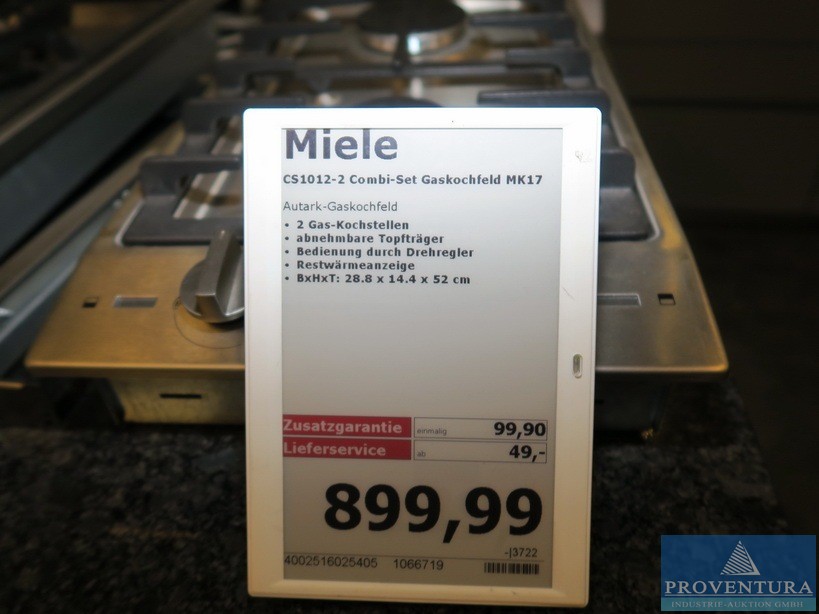 Miele
CS1012-2 Combi-Set Gaskochfeld MK17
Autark-Gaskochfeld
• 2 Gas-Kochstellen
• abnehmbare Topfträger
• Bedienung durch Drehregler
• Restwärmeanzeige
• BxHxT: 28.8 x 14.4 x 52 cm
Zusatzgarantie einmalig 99,90
Lieferservice ab 49,-
899,99
-|3722
4002516025405 1066719
PROVENTURA
INDUSTRIE-AUKTION GMBH